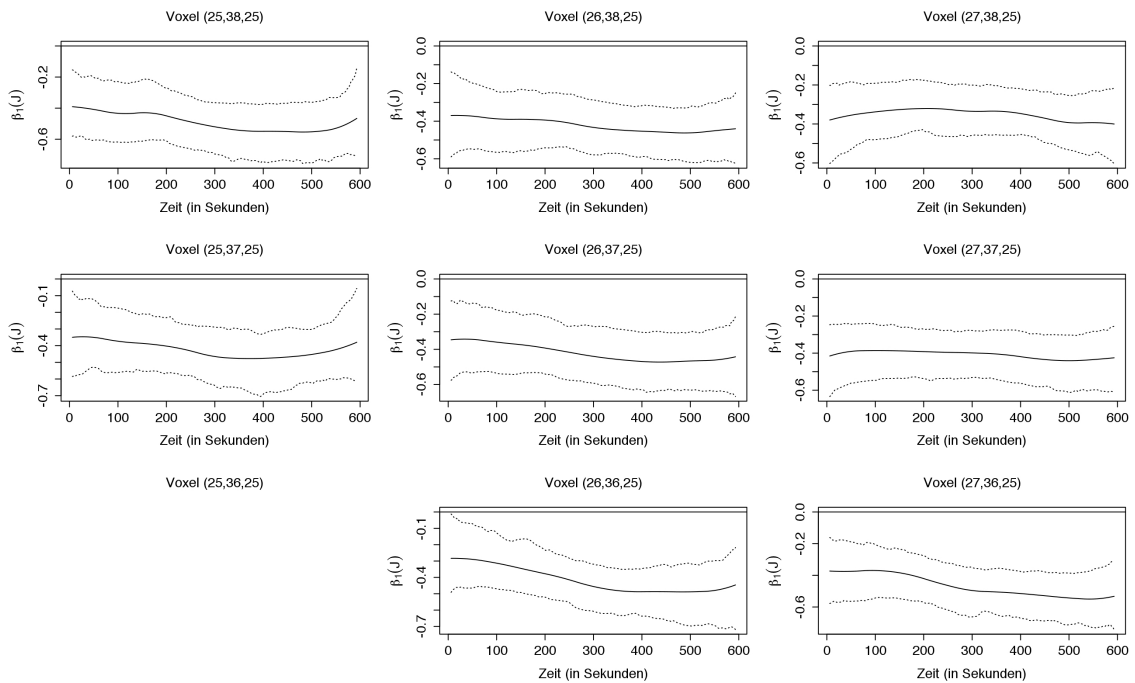 Voxel (25,38,25)
β1(J)
-0.2
-0.6
0 100 200 300 400 500 600
Zeit (in Sekunden)
Voxel (26,38,25)
β1(J)
0.0
-0.2
-0.4
-0.6
0 100 200 300 400 500 600
Zeit (in Sekunden)
Voxel (27,38,25)
β1(J)
0.0
-0.2
-0.4
-0.6
0 100 200 300 400 500 600
Zeit (in Sekunden)
Voxel (25,37,25)
β1(J)
-0.1
-0.4
-0.7
0 100 200 300 400 500 600
Zeit (in Sekunden)
Voxel (26,37,25)
β1(J)
0.0
-0.2
-0.4
-0.6
0 100 200 300 400 500 600
Zeit (in Sekunden)
Voxel (27,37,25)
β1(J)
0.0
-0.2
-0.4
-0.6
0 100 200 300 400 500 600
Zeit (in Sekunden)
Voxel (25,36,25)
Voxel (26,36,25)
β1(J)
-0.1
-0.4
-0.7
0 100 200 300 400 500 600
Zeit (in Sekunden)
Voxel (27,36,25)
β1(J)
0.0
-0.2
-0.6
0 100 200 300 400 500 600
Zeit (in Sekunden)